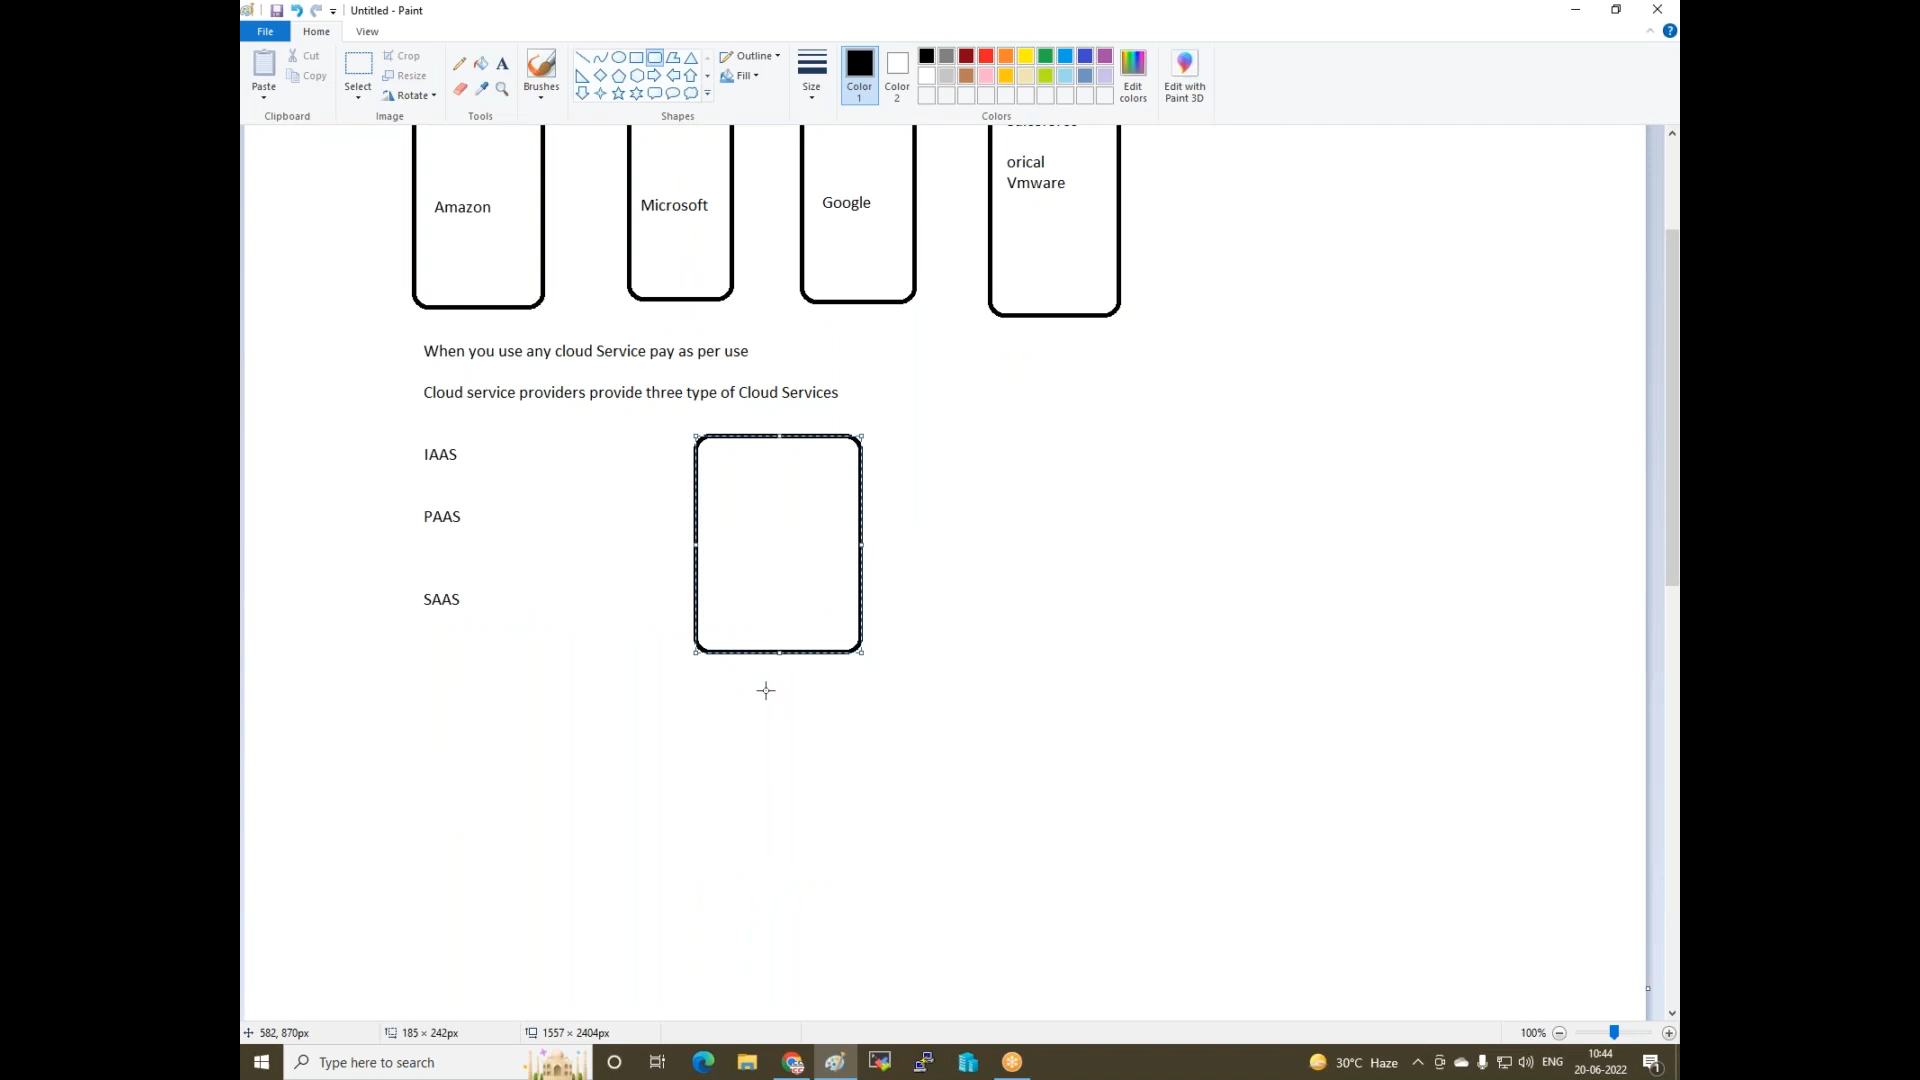 Untitled - Paint
File
Home
View
Paste
Cut
Copy
Clipboard
Select
Crop
Resize
Rotate
Image
Tools
Brushes
Shapes
Outline
Fill
Size
Color
1
Color
2
Edit
colors
Colors
Edit with
Paint 3D
orical
Vmware
Amazon
Microsoft
Google
When you use any cloud Service pay as per use
Cloud service providers provide three type of Cloud Services
IAAS
PAAS
SAAS
582, 870px
185 × 242px
1557 × 2404px
100%
Type here to search
30°C Haze
ENG
10:44
20-06-2022
1